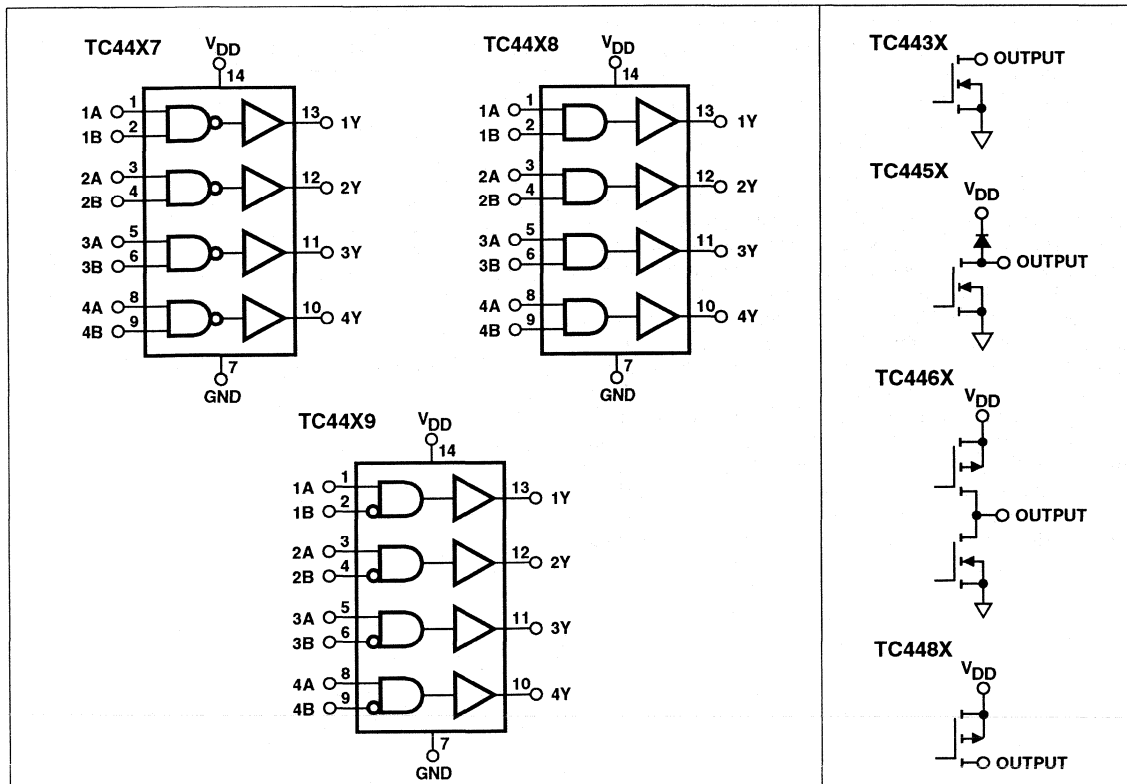 TC44X7
VDD
14
1A 1
1B 2
13 1Y
2A 3
2B 4
12 2Y
3A 5
3B 6
11 3Y
4A 8
4B 9
10 4Y
7
GND
TC44X8
VDD
14
1A 1
1B 2
13 1Y
2A 3
2B 4
12 2Y
3A 5
3B 6
11 3Y
4A 8
4B 9
10 4Y
7
GND
TC44X9
VDD
14
1A 1
1B 2
13 1Y
2A 3
2B 4
12 2Y
3A 5
3B 6
11 3Y
4A 8
4B 9
10 4Y
7
GND
TC443X
OUTPUT
TC445X
VDD
OUTPUT
TC446X
VDD
OUTPUT
TC448X
VDD
OUTPUT